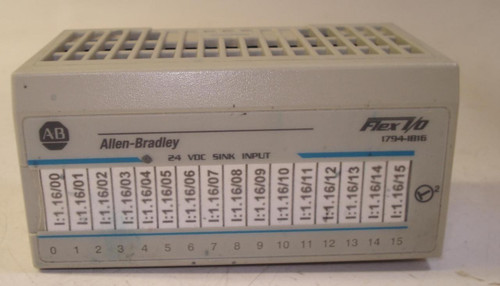 AB
Allen-Bradley
Flex I/O
1794-IB16
24 VDC SINK INPUT
I:1.16/00 I:1.16/01 I:1.16/02 I:1.16/03 I:1.16/04 I:1.16/05 I:1.16/06 I:1.16/07 I:1.16/08 I:1.16/09 I:1.16/10 I:1.16/11 I:1.16/12 I:1.16/13 I:1.16/14 I:1.16/15
2
0 1 2 3 4 5 6 7 8 9 10 11 12 13 14 15